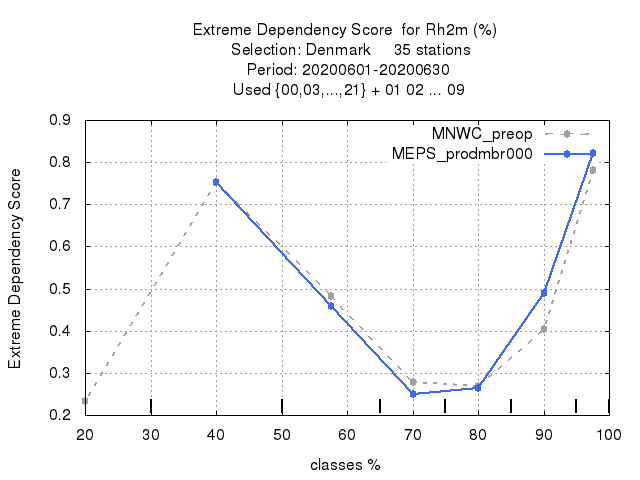 Extreme Dependency Score  for Rh2m (%)
Selection: Denmark     35 stations
Period: 20200601-20200630
Used {00,03,...,21} + 01 02 ... 09
MNWC_preop
MEPS_prodmbr000
Extreme Dependency Score
0.9
0.8
0.7
0.6
0.5
0.4
0.3
0.2
20 30 40 50 60 70 80 90 100
classes %